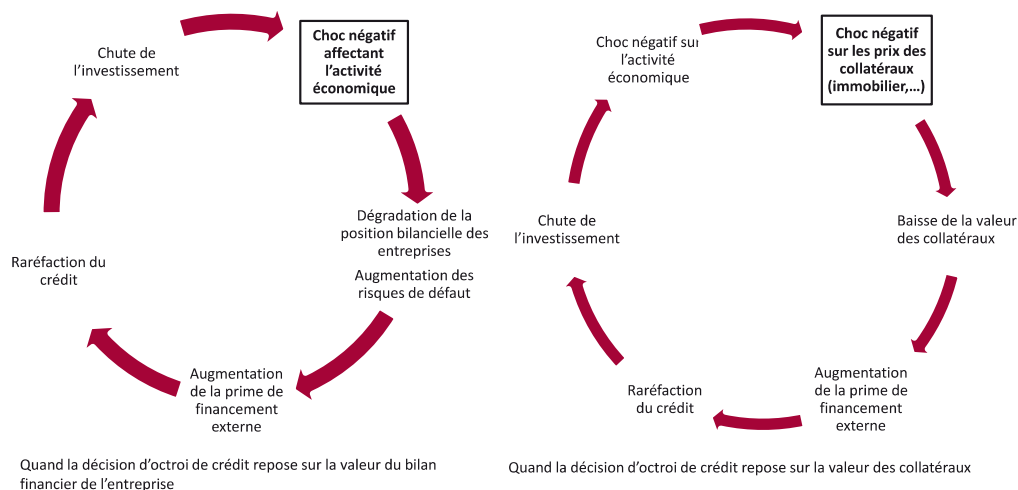 Chute de
l'investissement
Choc négatif
affectant
l'activité
économique
Dégradation de la
position bilancielle des
entreprises
Augmentation des
risques de défaut
Augmentation
de la prime de
financement
externe
Raréfaction du
crédit
Quand la décision d'octroi de crédit repose sur la valeur du bilan
financier de l'entreprise
Choc négatif sur
l'activité
économique
Choc négatif
sur les prix des
collatéraux
(immobilier,…)
Baisse de la valeur
des collatéraux
Augmentation
de la prime de
financement
externe
Raréfaction
du crédit
Chute de
l'investissement
Quand la décision d'octroi de crédit repose sur la valeur des collatéraux